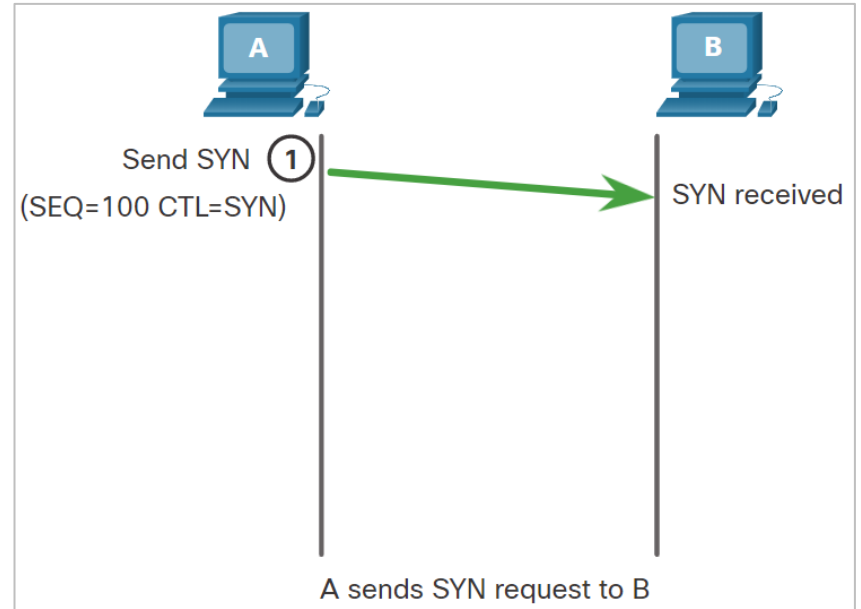 A
B
Send SYN 1
(SEQ=100 CTL=SYN)
SYN received
A sends SYN request to B